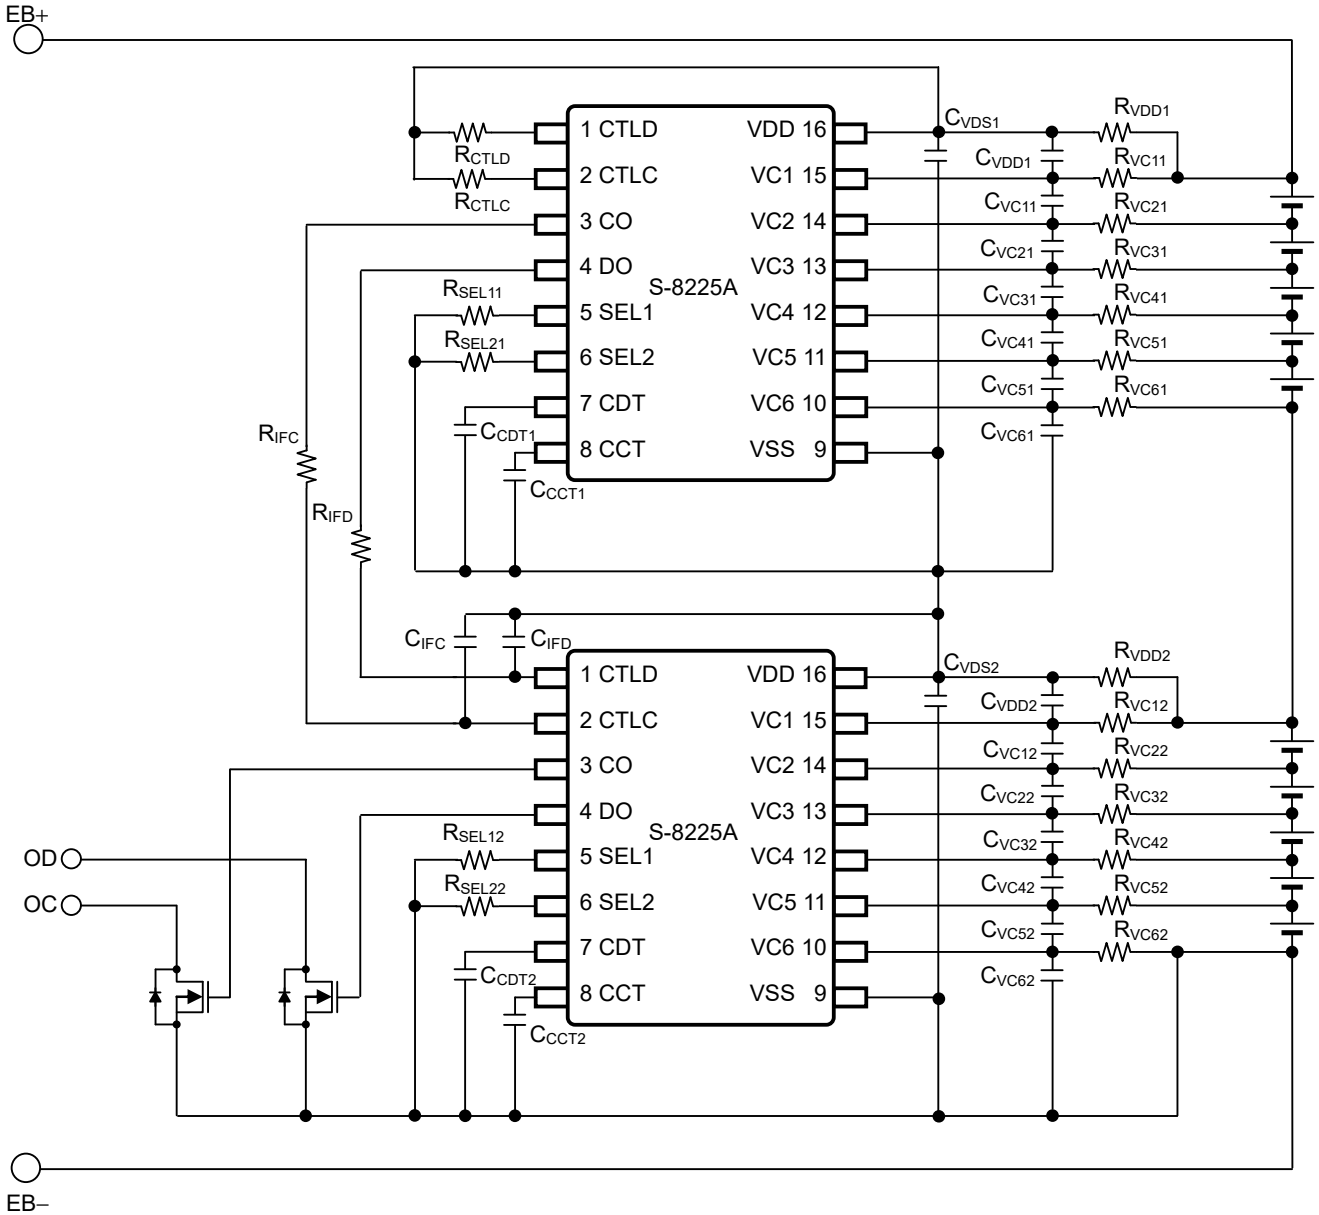 EB+
1 CTLD
2 CTLC
3 CO
4 DO
5 SEL1
6 SEL2
7 CDT
8 CCT
S-8225A
VDD 16
VC1 15
VC2 14
VC3 13
VC4 12
VC5 11
VC6 10
VSS 9
RCTLD
RCTLC
RSEL11
RSEL21
CCDT1
CCCT1
RIFC
RIFD
CVDS1
CVDD1
CVC11
CVC21
CVC31
CVC41
CVC51
CVC61
RVDD1
RVC11
RVC21
RVC31
RVC41
RVC51
RVC61
CIFC
CIFD
1 CTLD
2 CTLC
3 CO
4 DO
5 SEL1
6 SEL2
7 CDT
8 CCT
S-8225A
VDD 16
VC1 15
VC2 14
VC3 13
VC4 12
VC5 11
VC6 10
VSS 9
RSEL12
RSEL22
CCDT2
CCCT2
CVDS2
CVDD2
CVC12
CVC22
CVC32
CVC42
CVC52
CVC62
RVDD2
RVC12
RVC22
RVC32
RVC42
RVC52
RVC62
OD
OC
EB−